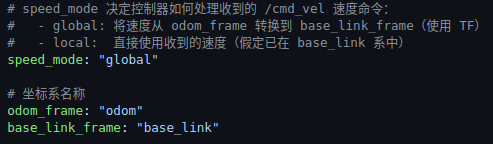 # speed_mode 决定控制器如何处理收到的 /cmd_vel 速度命令:
#   - global: 将速度从 odom_frame 转换到 base_link_frame（使用 TF）
#   - local:  直接使用收到的速度（假定已在 base_link 系中）
speed_mode: "global"

# 坐标系名称
odom_frame: "odom"
base_link_frame: "base_link"